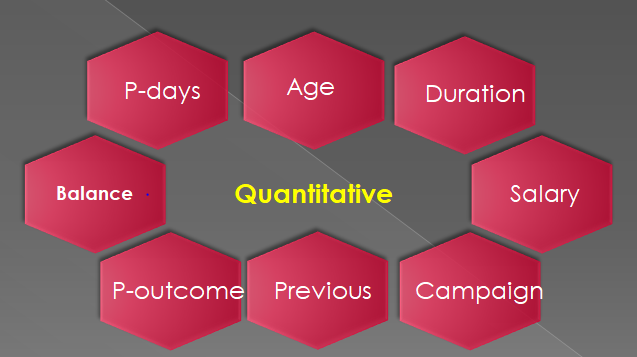 P-days
Age
Duration
Balance
Quantitative
Salary
P-outcome
Previous
Campaign